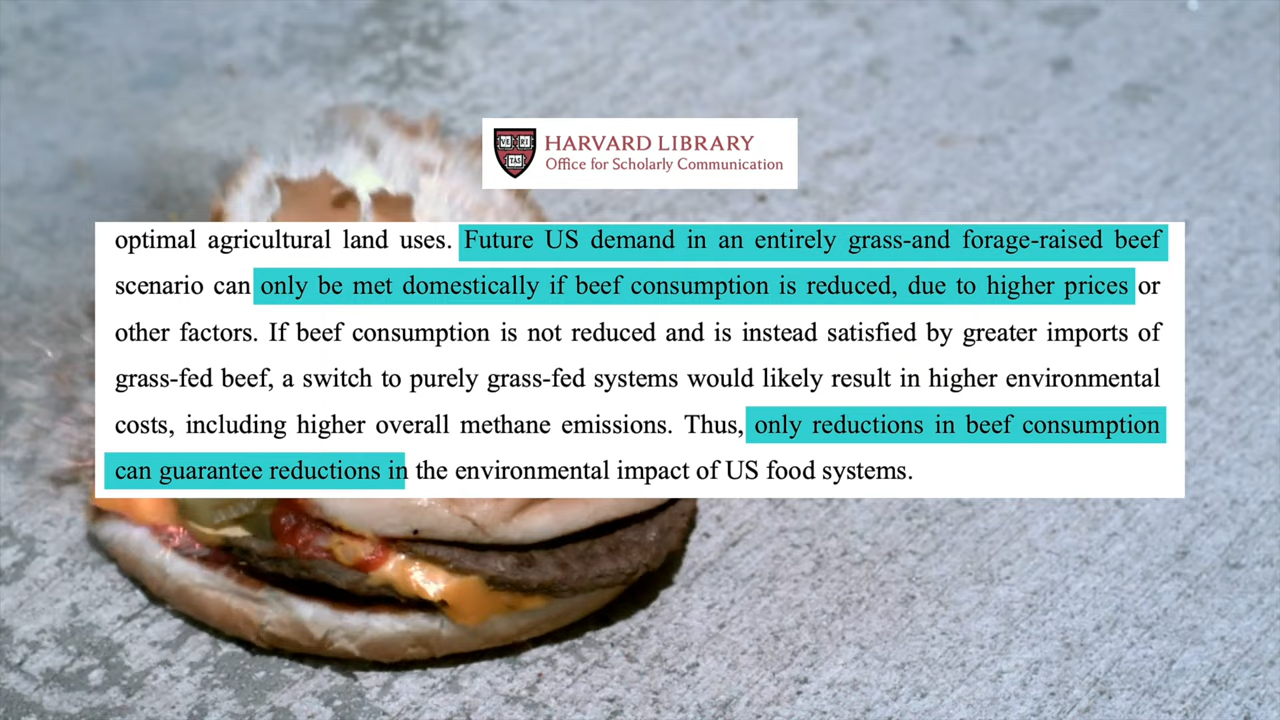 VE RI
TAS
HARVARD LIBRARY
Office for Scholarly Communication
optimal agricultural land uses. Future US demand in an entirely grass-and forage-raised beef
scenario can only be met domestically if beef consumption is reduced, due to higher prices or
other factors. If beef consumption is not reduced and is instead satisfied by greater imports of
grass-fed beef, a switch to purely grass-fed systems would likely result in higher environmental
costs, including higher overall methane emissions. Thus, only reductions in beef consumption
can guarantee reductions in the environmental impact of US food systems.